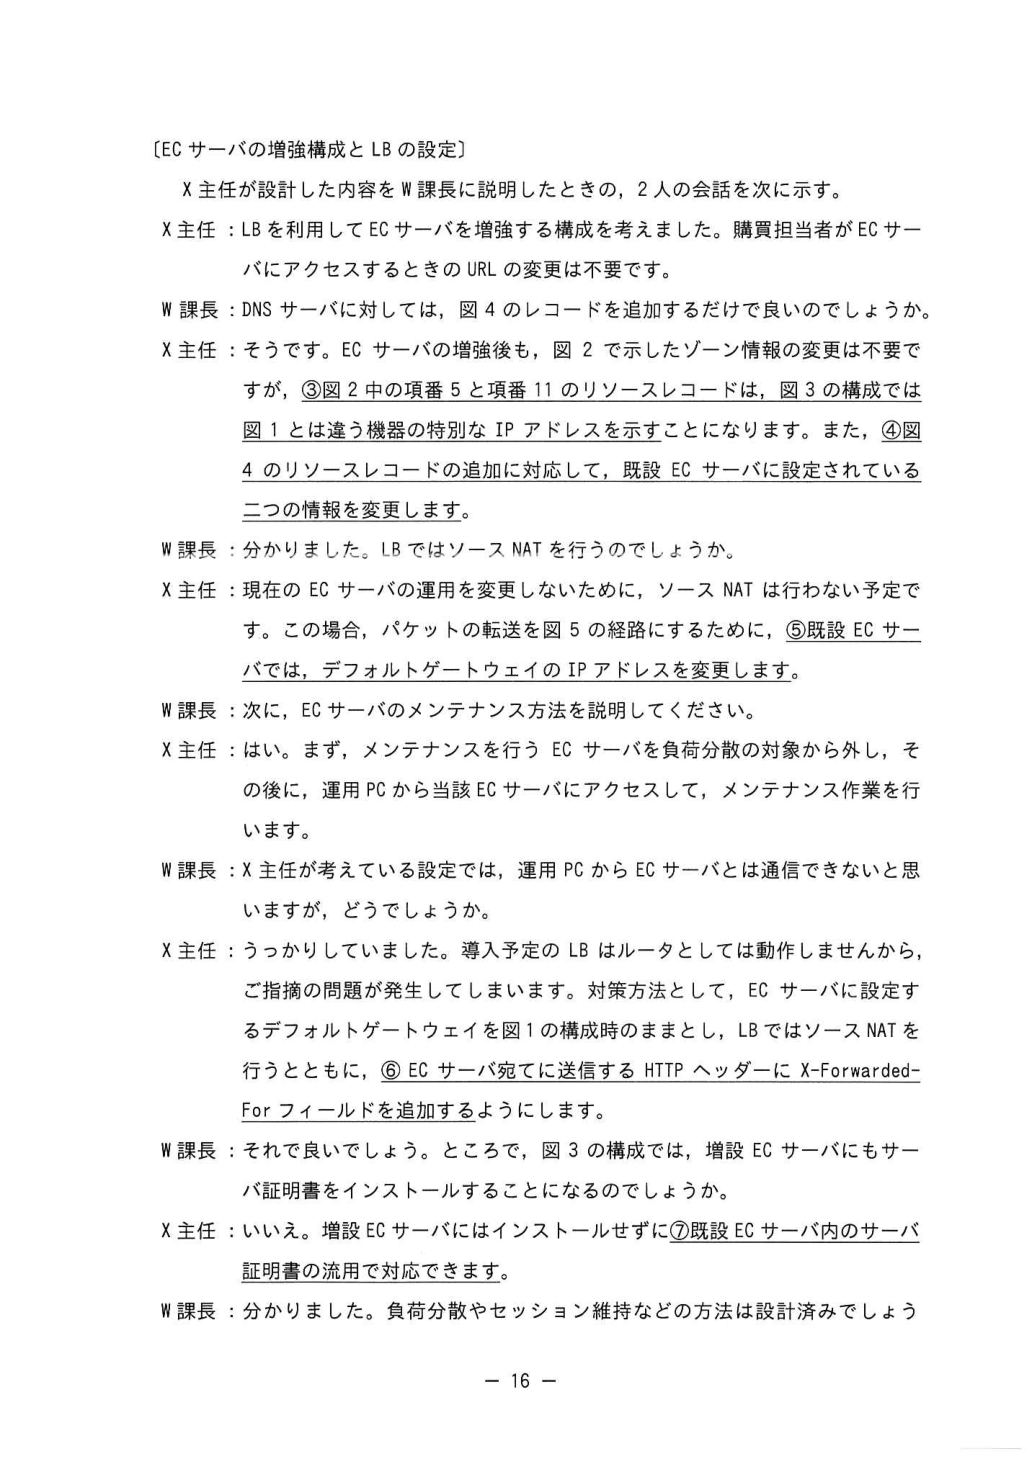 〔EC サーバの増強構成と LB の設定〕
X 主任が設計した内容を W 課長に説明したときの，2 人の会話を次に示す。
X 主任 ：LB を利用して EC サーバを増強する構成を考えました。購買担当者が EC サー
バにアクセスするときの URL の変更は不要です。
W 課長 ：DNS サーバに対しては，図 4 のレコードを追加するだけで良いのでしょうか。
X 主任 ：そうです。EC サーバの増強後も，図 2 で示したゾーン情報の変更は不要で
すが，③図 2 中の項番 5 と項番 11 のリソースレコードは，図 3 の構成では
図 1 とは違う機器の特別な IP アドレスを示すことになります。また，④図
4 のリソースレコードの追加に対応して，既設 EC サーバに設定されている
二つの情報を変更します。
W 課長 ：分かりました。LB ではソース NAT を行うのでしょうか。
X 主任 ：現在の EC サーバの運用を変更しないために，ソース NAT は行わない予定で
す。この場合，パケットの転送を図 5 の経路にするために，⑤既設 EC サー
バでは，デフォルトゲートウェイの IP アドレスを変更します。
W 課長 ：次に，EC サーバのメンテナンス方法を説明してください。
X 主任 ：はい。まず，メンテナンスを行う EC サーバを負荷分散の対象から外し，そ
の後に，運用 PC から当該 EC サーバにアクセスして，メンテナンス作業を行
います。
W 課長 ：X 主任が考えている設定では，運用 PC から EC サーバとは通信できないと思
いますが，どうでしょうか。
X 主任 ：うっかりしていました。導入予定の LB はルータとしては動作しませんから，
ご指摘の問題が発生してしまいます。対策方法として，EC サーバに設定す
るデフォルトゲートウェイを図 1 の構成時のままとし，LB ではソース NAT を
行うとともに，⑥ EC サーバ宛てに送信する HTTP ヘッダーに X-Forwarded-
For フィールドを追加するようにします。
W 課長 ：それで良いでしょう。ところで，図 3 の構成では，増設 EC サーバにもサー
バ証明書をインストールすることになるのでしょうか。
X 主任 ：いいえ。増設 EC サーバにはインストールせずに⑦既設 EC サーバ内のサーバ
証明書の流用で対応できます。
W 課長 ：分かりました。負荷分散やセッション維持などの方法は設計済みでしょう
－ 16 －